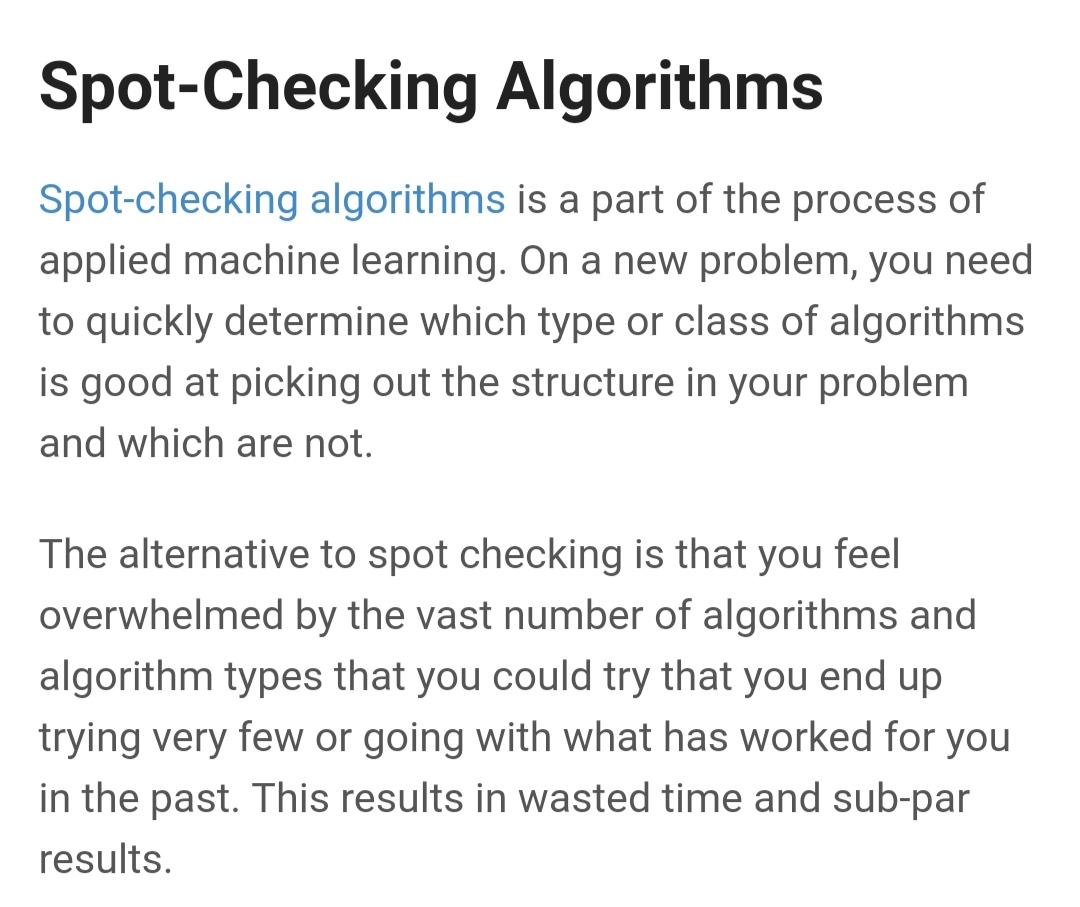 Spot-Checking Algorithms
Spot-checking algorithms is a part of the process of
applied machine learning. On a new problem, you need
to quickly determine which type or class of algorithms
is good at picking out the structure in your problem
and which are not.
The alternative to spot checking is that you feel
overwhelmed by the vast number of algorithms and
algorithm types that you could try that you end up
trying very few or going with what has worked for you
in the past. This results in wasted time and sub-par
results.